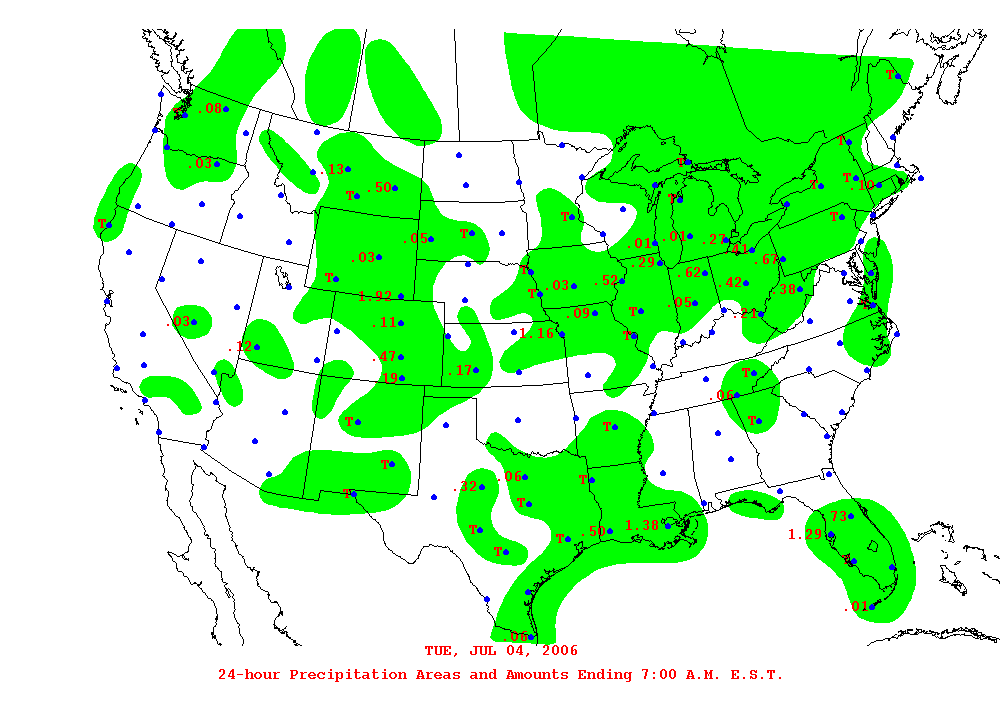 T
.08
T
T
.03
T
.13
T
.50
T
T
.10
T
T
T
T
.05
T
.01
.01
.27
.41
.03
.29
.67
T
T
.62
1.92
T
.03
.52
.42
.38
T
.05
.03
.11
.09
T
.21
1.16
T
.12
.47
.19
.17
T
.06
T
T
T
T
.32
.06
T
T
T
.73
T
.50
1.38
1.29
T
T
.01
.06
TUE, JUL 04, 2006
24-hour Precipitation Areas and Amounts Ending 7:00 A.M. E.S.T.